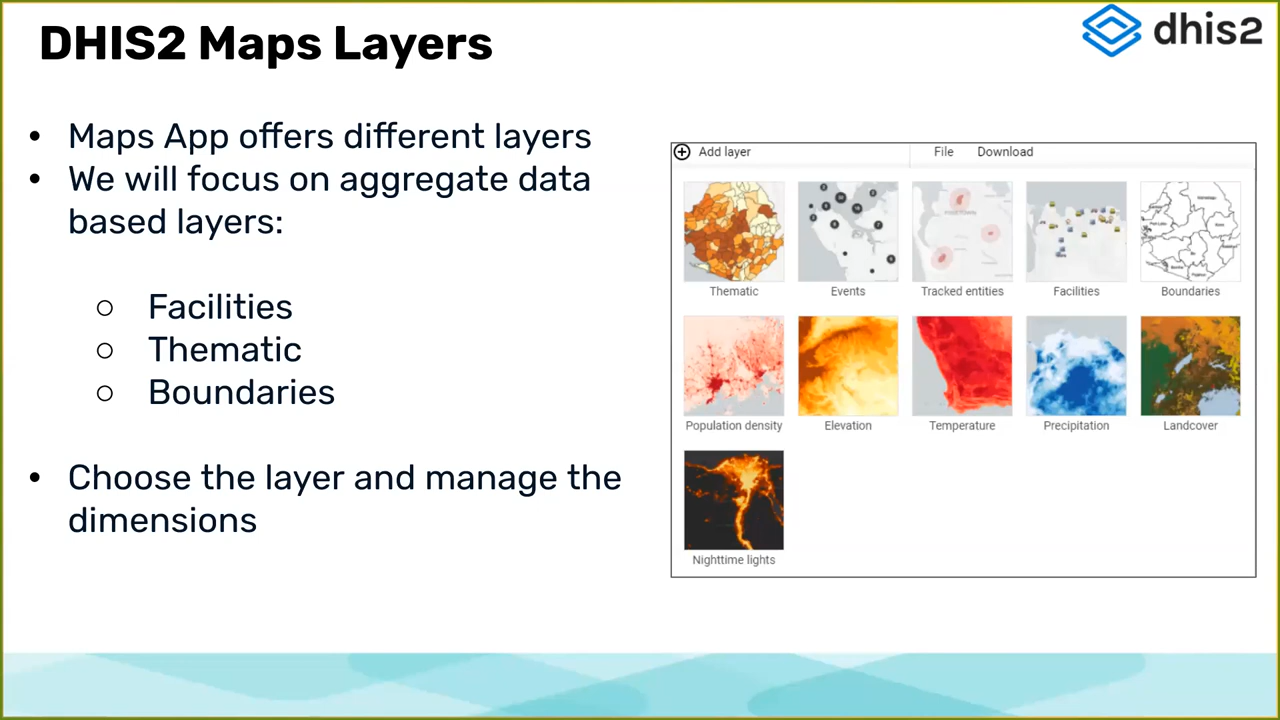 DHIS2 Maps Layers
dhis2
• Maps App offers different layers
• We will focus on aggregate data
based layers:
○ Facilities
○ Thematic
○ Boundaries
• Choose the layer and manage the
dimensions
Add layer File Download
Thematic Events Tracked entities Facilities Boundaries
Population density Elevation Temperature Precipitation Landcover
Nighttime lights